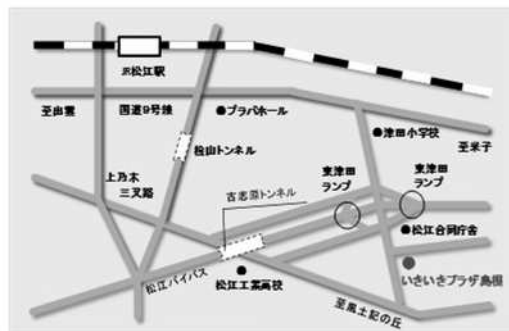 JR松江駅
至出雲
国道9号線
プラバホール
津田小学校
至米子
桧山トンネル
上乃木
三叉路
古志原トンネル
東津田
ランプ
東津田
ランプ
松江合同庁舎
松江バイパス
松江工業高校
いきいきプラザ島根
至風土記の丘